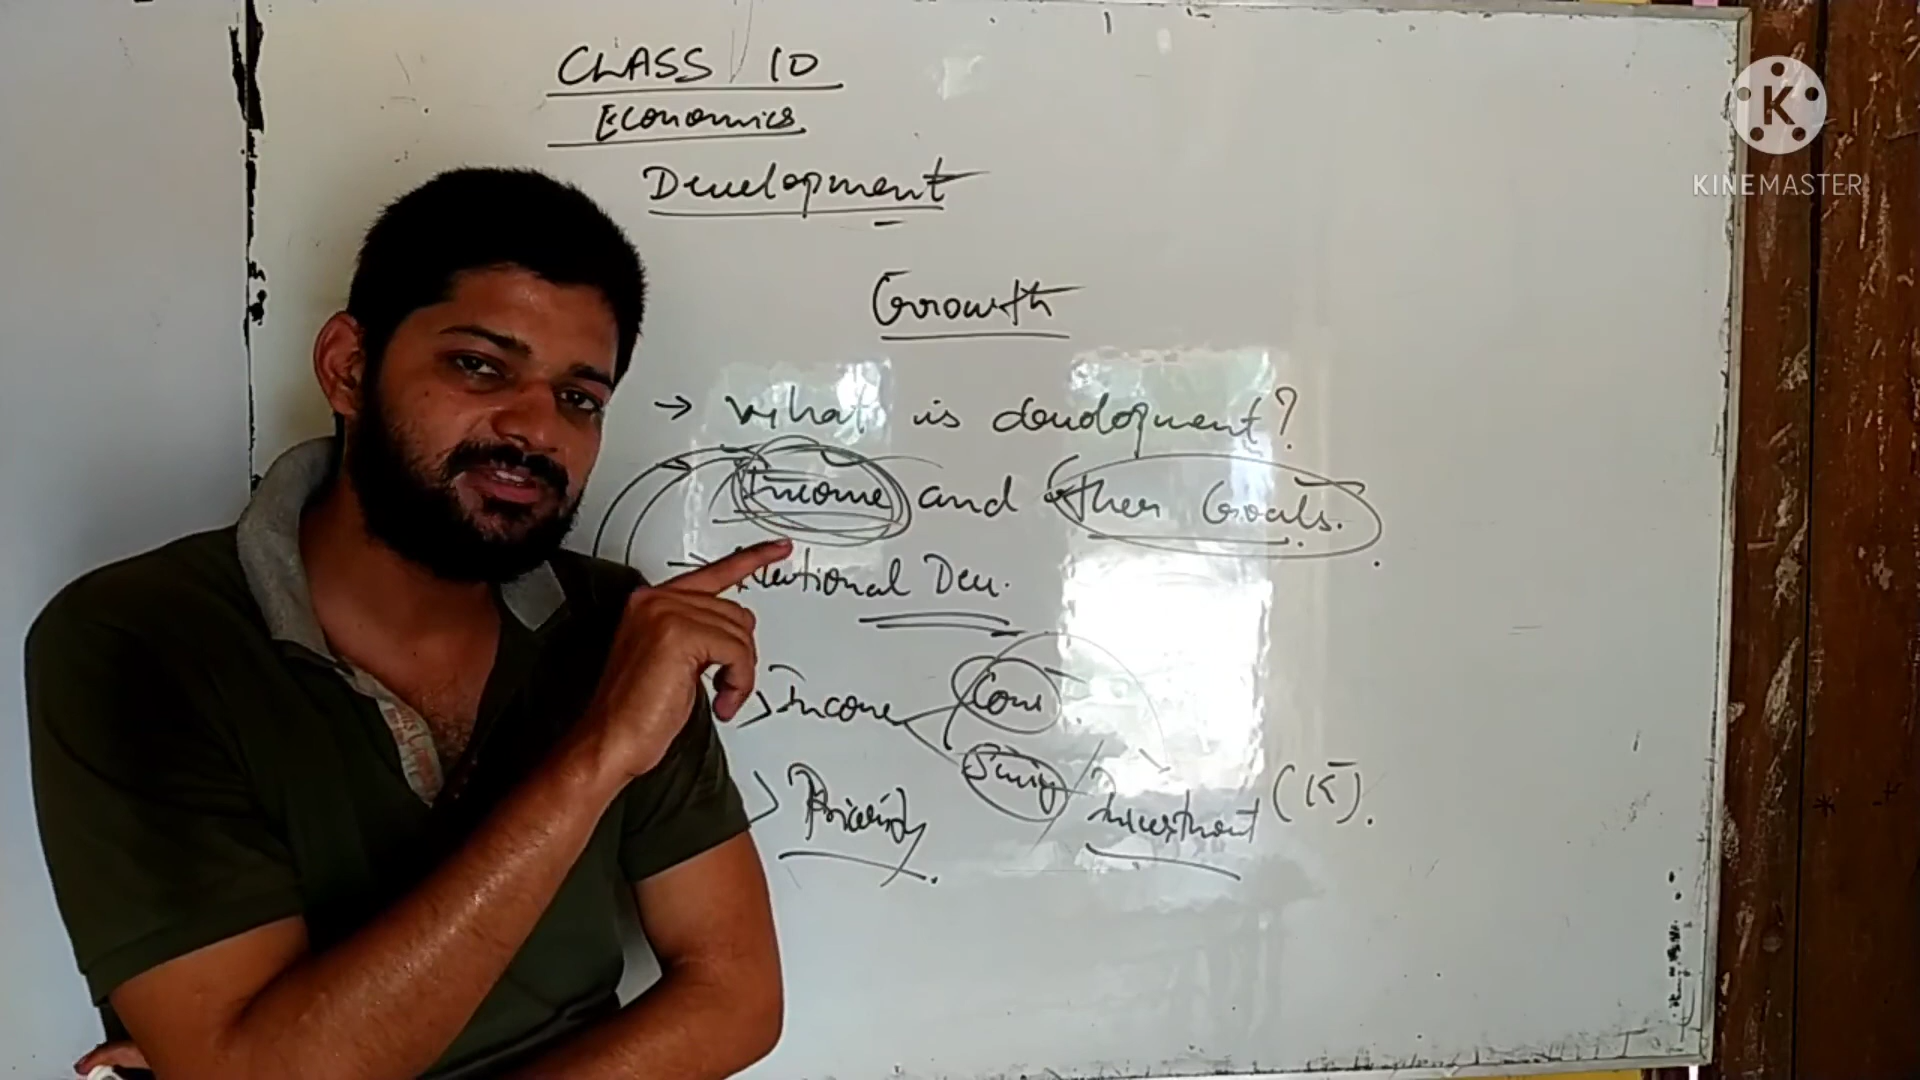 CLASS 10
Economics
Development
Growth
→ What is development?
Income and Other Goals.
→ National Dev.
Income
Cons
Saving
Investment (K).
K
KINEMASTER